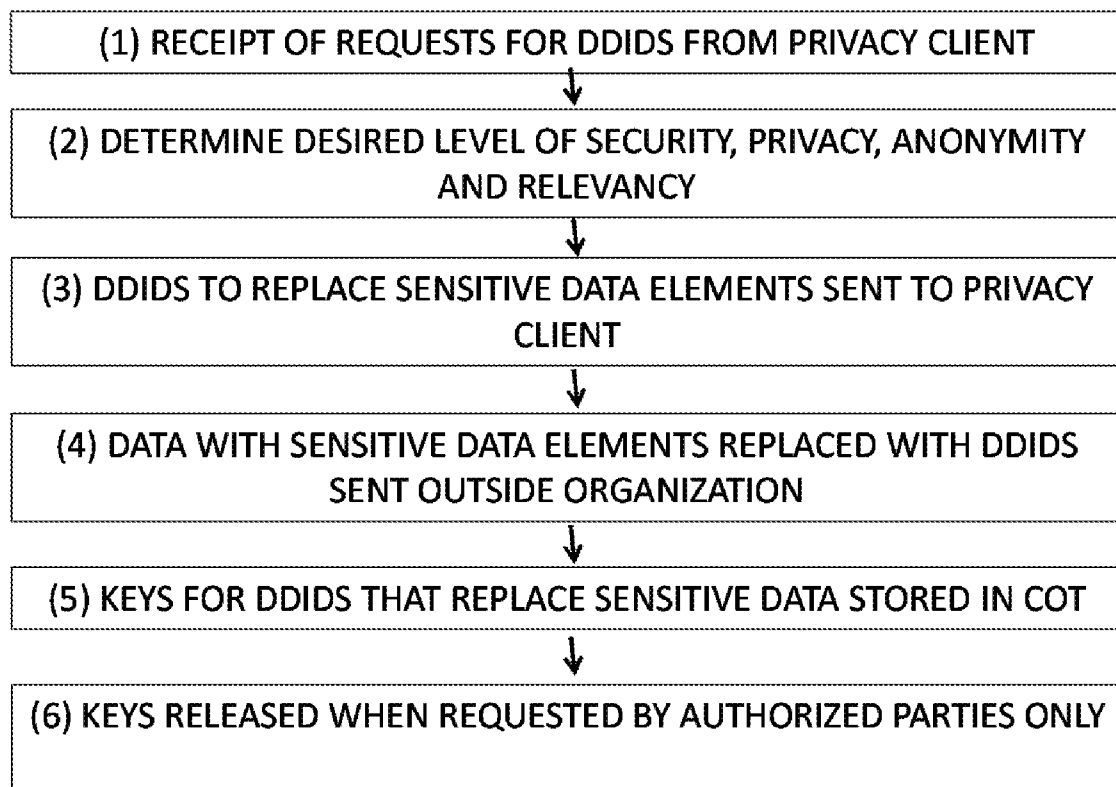 (1) RECEIPT OF REQUESTS FOR DDIDS FROM PRIVACY CLIENT
(2) DETERMINE DESIRED LEVEL OF SECURITY, PRIVACY, ANONYMITY
AND RELEVANCY
(3) DDIDS TO REPLACE SENSITIVE DATA ELEMENTS SENT TO PRIVACY
CLIENT
(4) DATA WITH SENSITIVE DATA ELEMENTS REPLACED WITH DDIDS
SENT OUTSIDE ORGANIZATION
(5) KEYS FOR DDIDS THAT REPLACE SENSITIVE DATA STORED IN COT
(6) KEYS RELEASED WHEN REQUESTED BY AUTHORIZED PARTIES ONLY